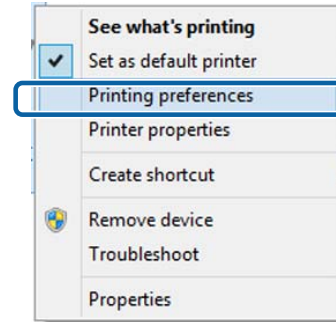 See what's printing
Set as default printer
Printing preferences
Printer properties
Create shortcut
Remove device
Troubleshoot
Properties